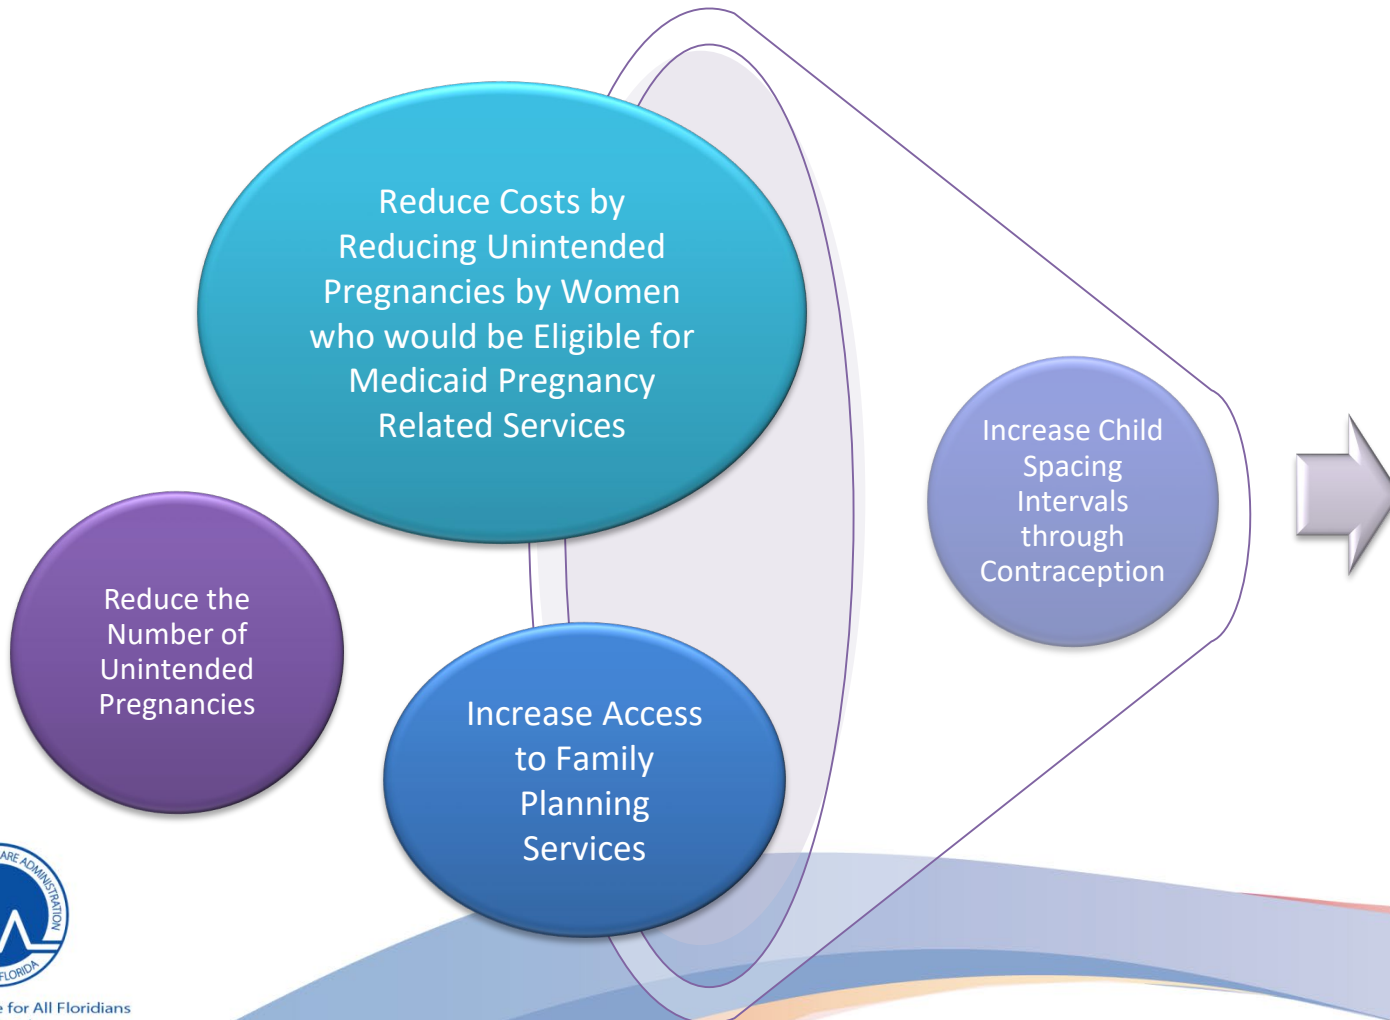 Reduce Costs by
Reducing Unintended
Pregnancies by Women
who would be Eligible for
Medicaid Pregnancy
Related Services
Increase Child
Spacing
Intervals
through
Contraception
Reduce the
Number of
Unintended
Pregnancies
Increase Access
to Family
Planning
Services
ADMINISTRATION
FLORIDA
for All Floridians